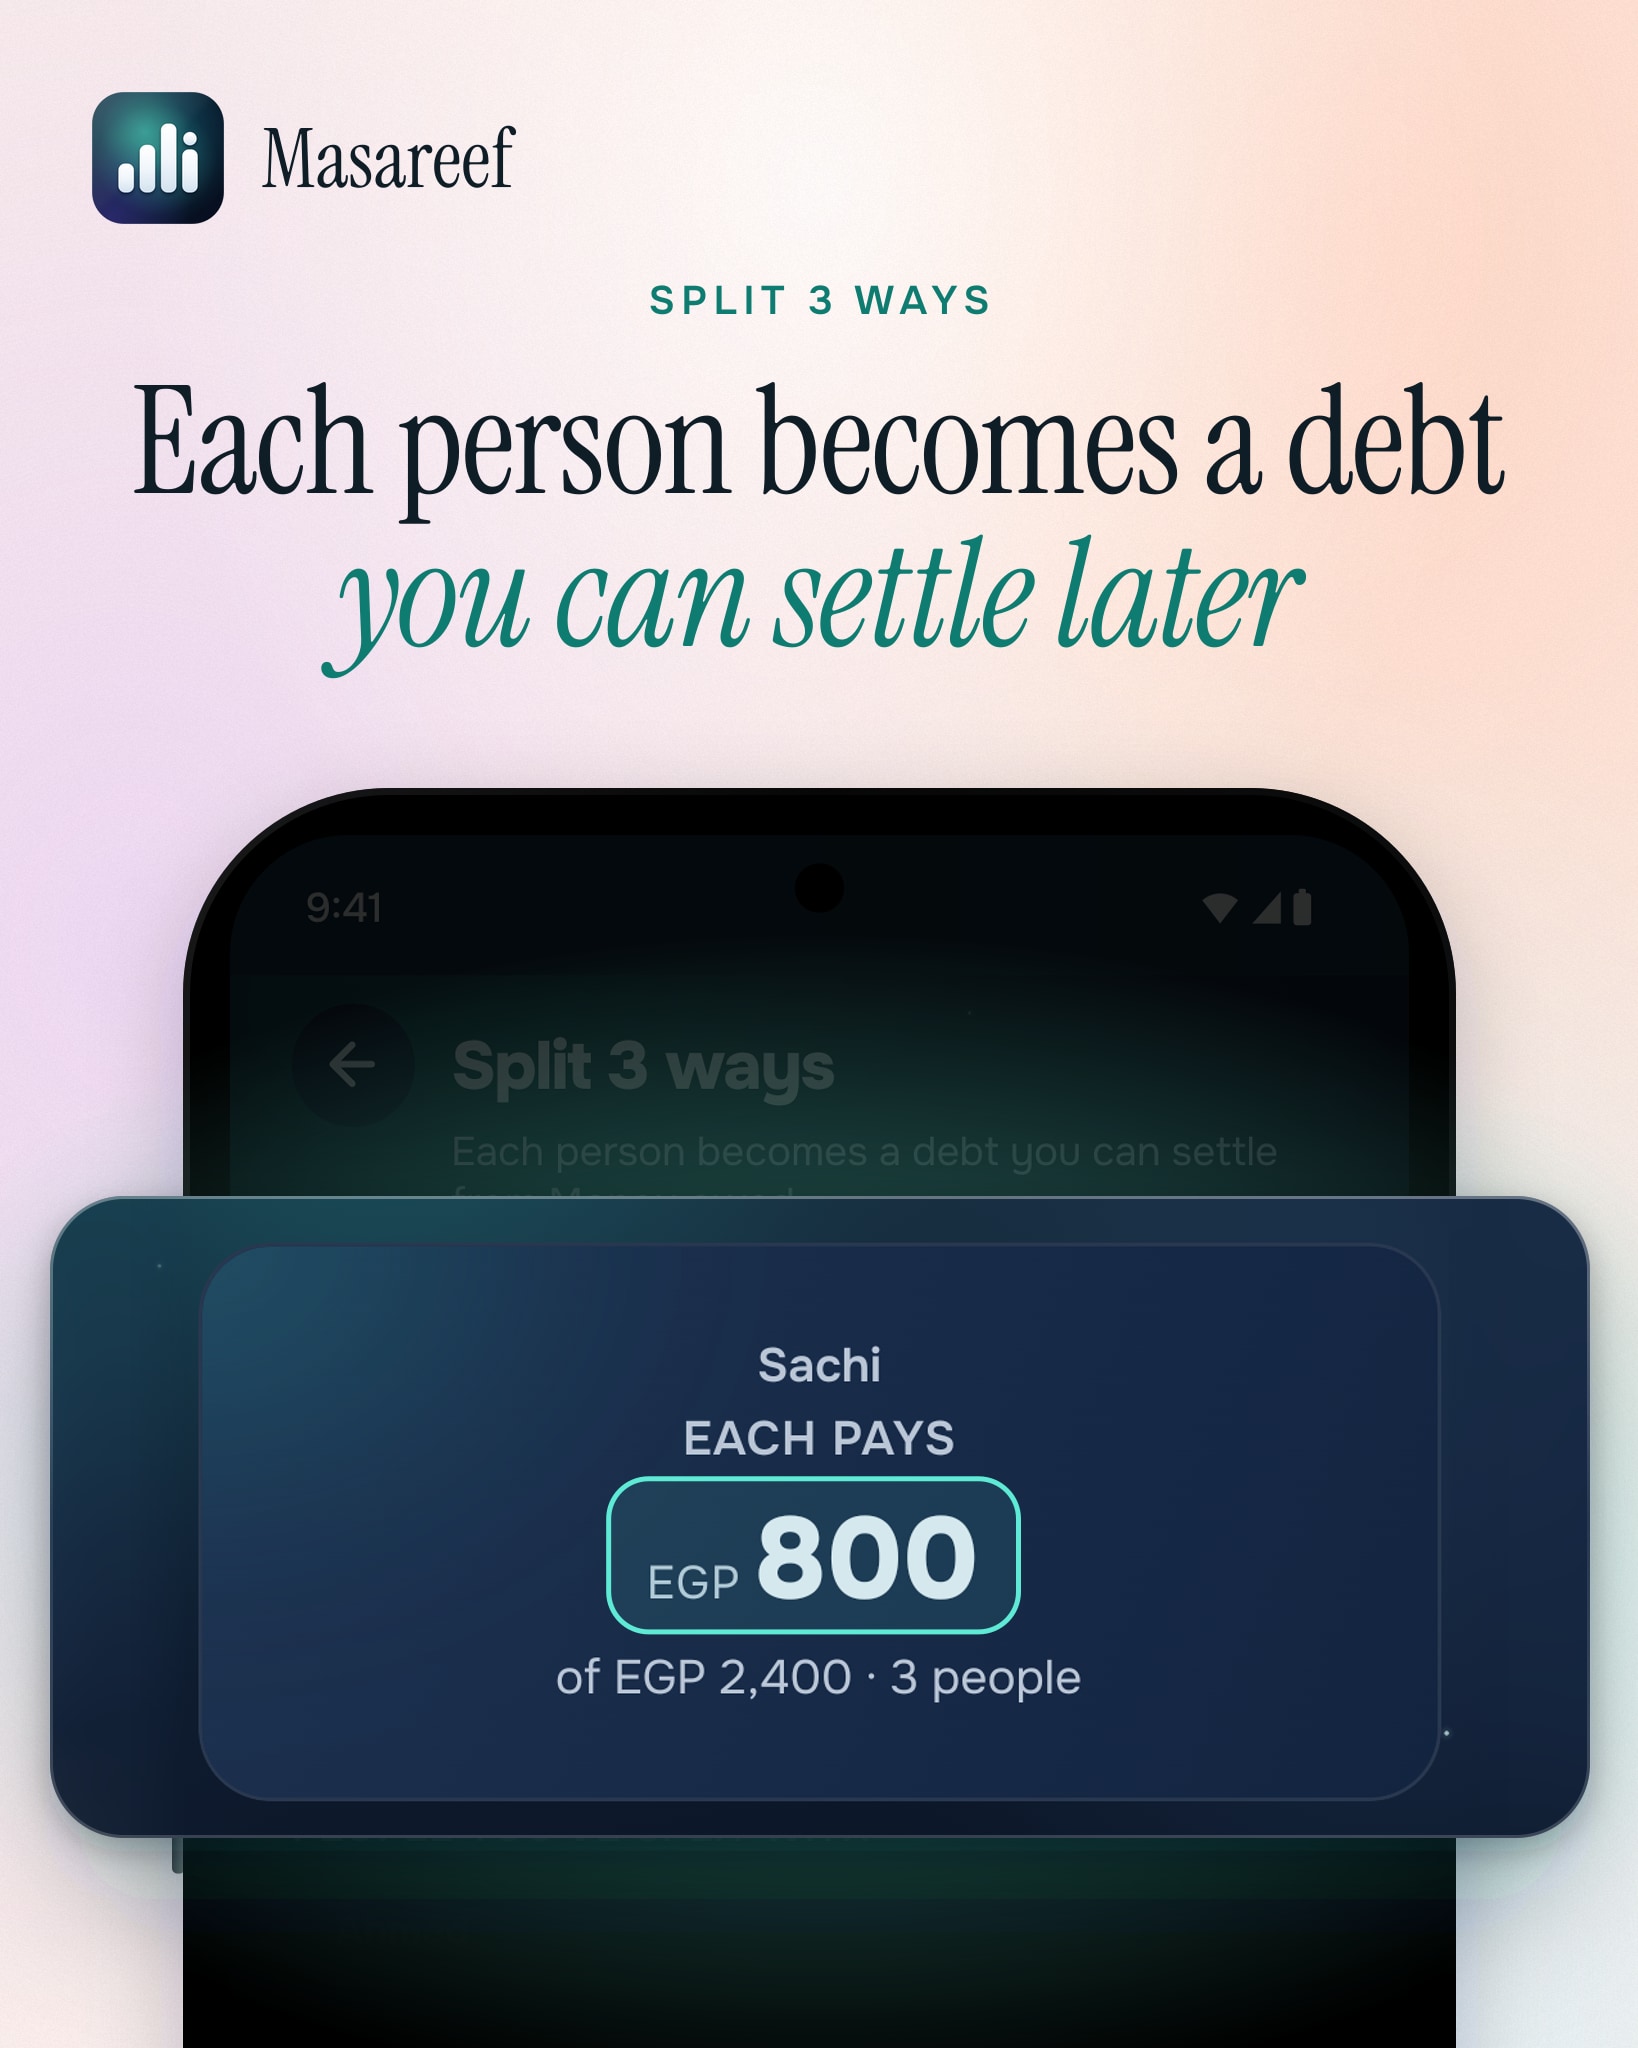 Masareef
SPLIT 3 WAYS
Each person becomes a debt
you can settle later
9:41
Split 3 ways
Each person becomes a debt you can settle
Sachi
EACH PAYS
EGP 800
of EGP 2,400 · 3 people